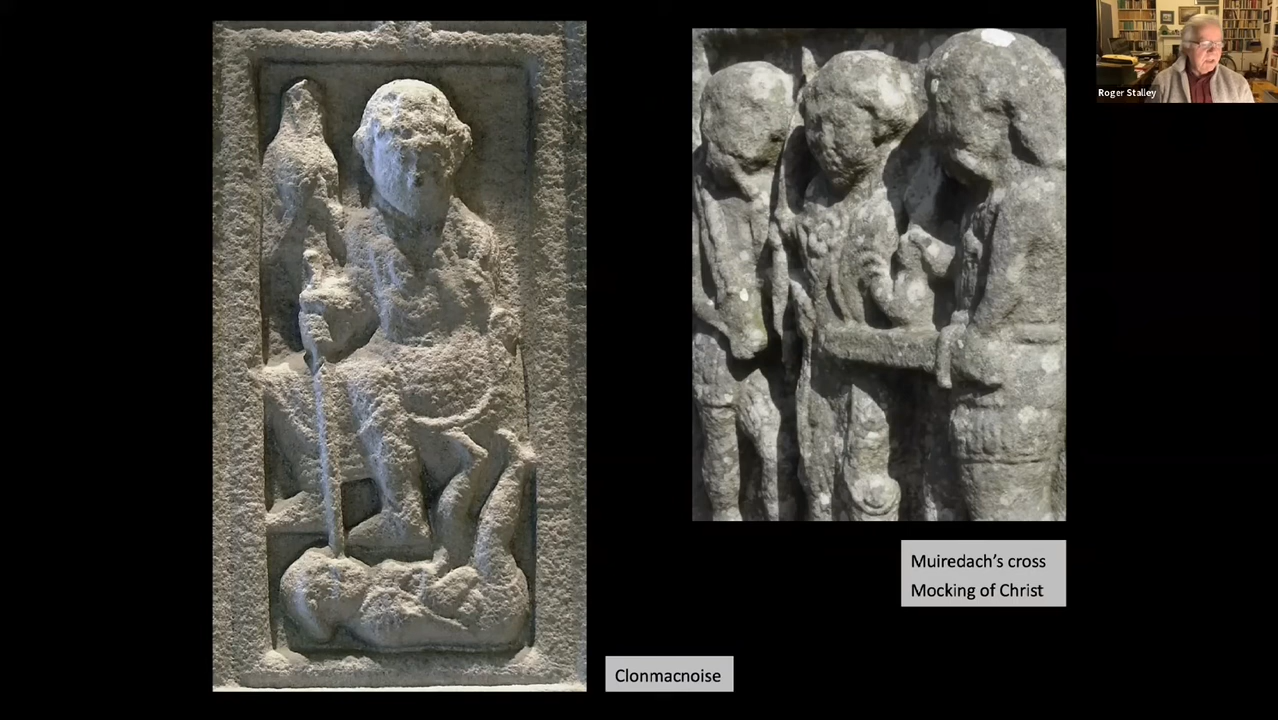 Roger Stalley
Muiredach's cross
Mocking of Christ
Clonmacnoise